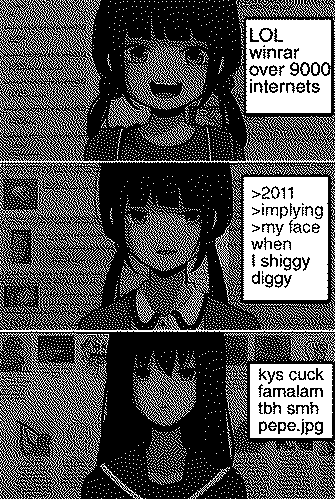 LOL
winrar
over 9000
internets
>2011
>implying
>my face
when
I shiggy
diggy
kys cuck
famalam
tbh smh
pepe.jpg